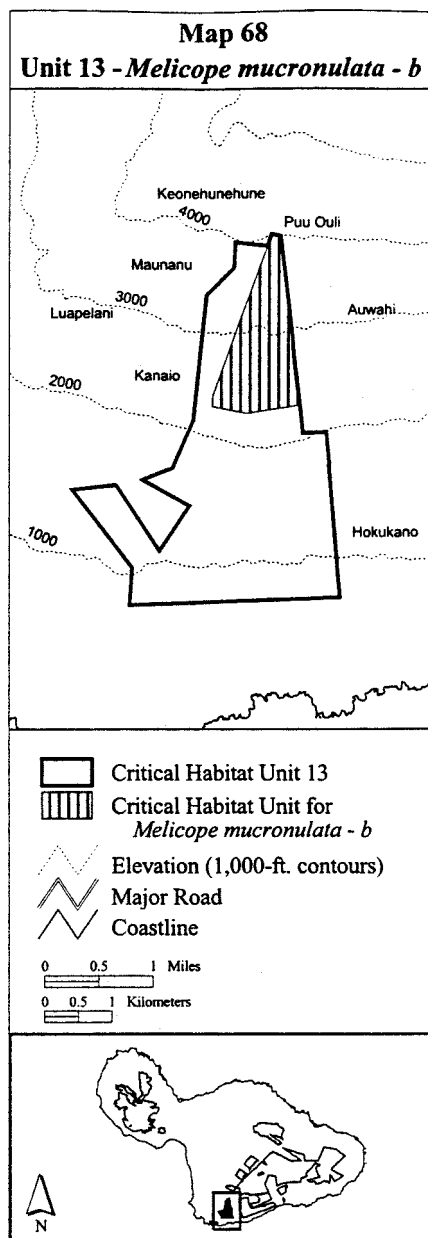 Map 68
Unit 13 - Melicope mucronulata - b
Keonehunehune
4000
Puu Ouli
Maunanu
3000
Luapelani
Auwahi
Kanaio
2000
1000
Hokukano
Critical Habitat Unit 13
Critical Habitat Unit for
Melicope mucronulata - b
Elevation (1,000-ft. contours)
Major Road
Coastline
0 0.5 1 Miles
0 0.5 1 Kilometers
N